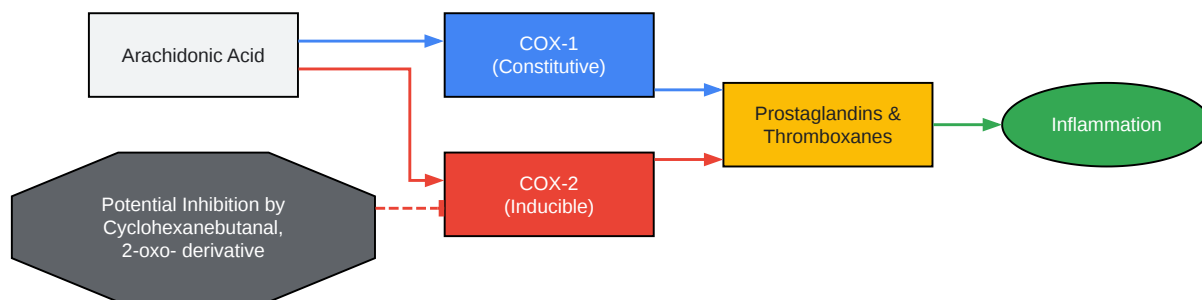 Arachidonic Acid
COX-1
(Constitutive)
Prostaglandins &
Thromboxanes
Inflammation
COX-2
(Inducible)
Potential Inhibition by
Cyclohexanebutanal,
2-oxo- derivative